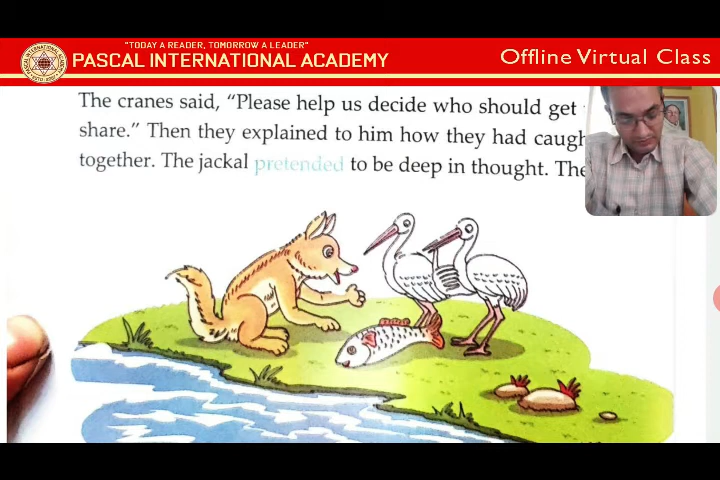 "TODAY A READER, TOMORROW A LEADER"
PASCAL INTERNATIONAL ACADEMY
Offline Virtual Class
The cranes said, "Please help us decide who should get
share." Then they explained to him how they had caugh
together. The jackal pretended to be deep in thought. The